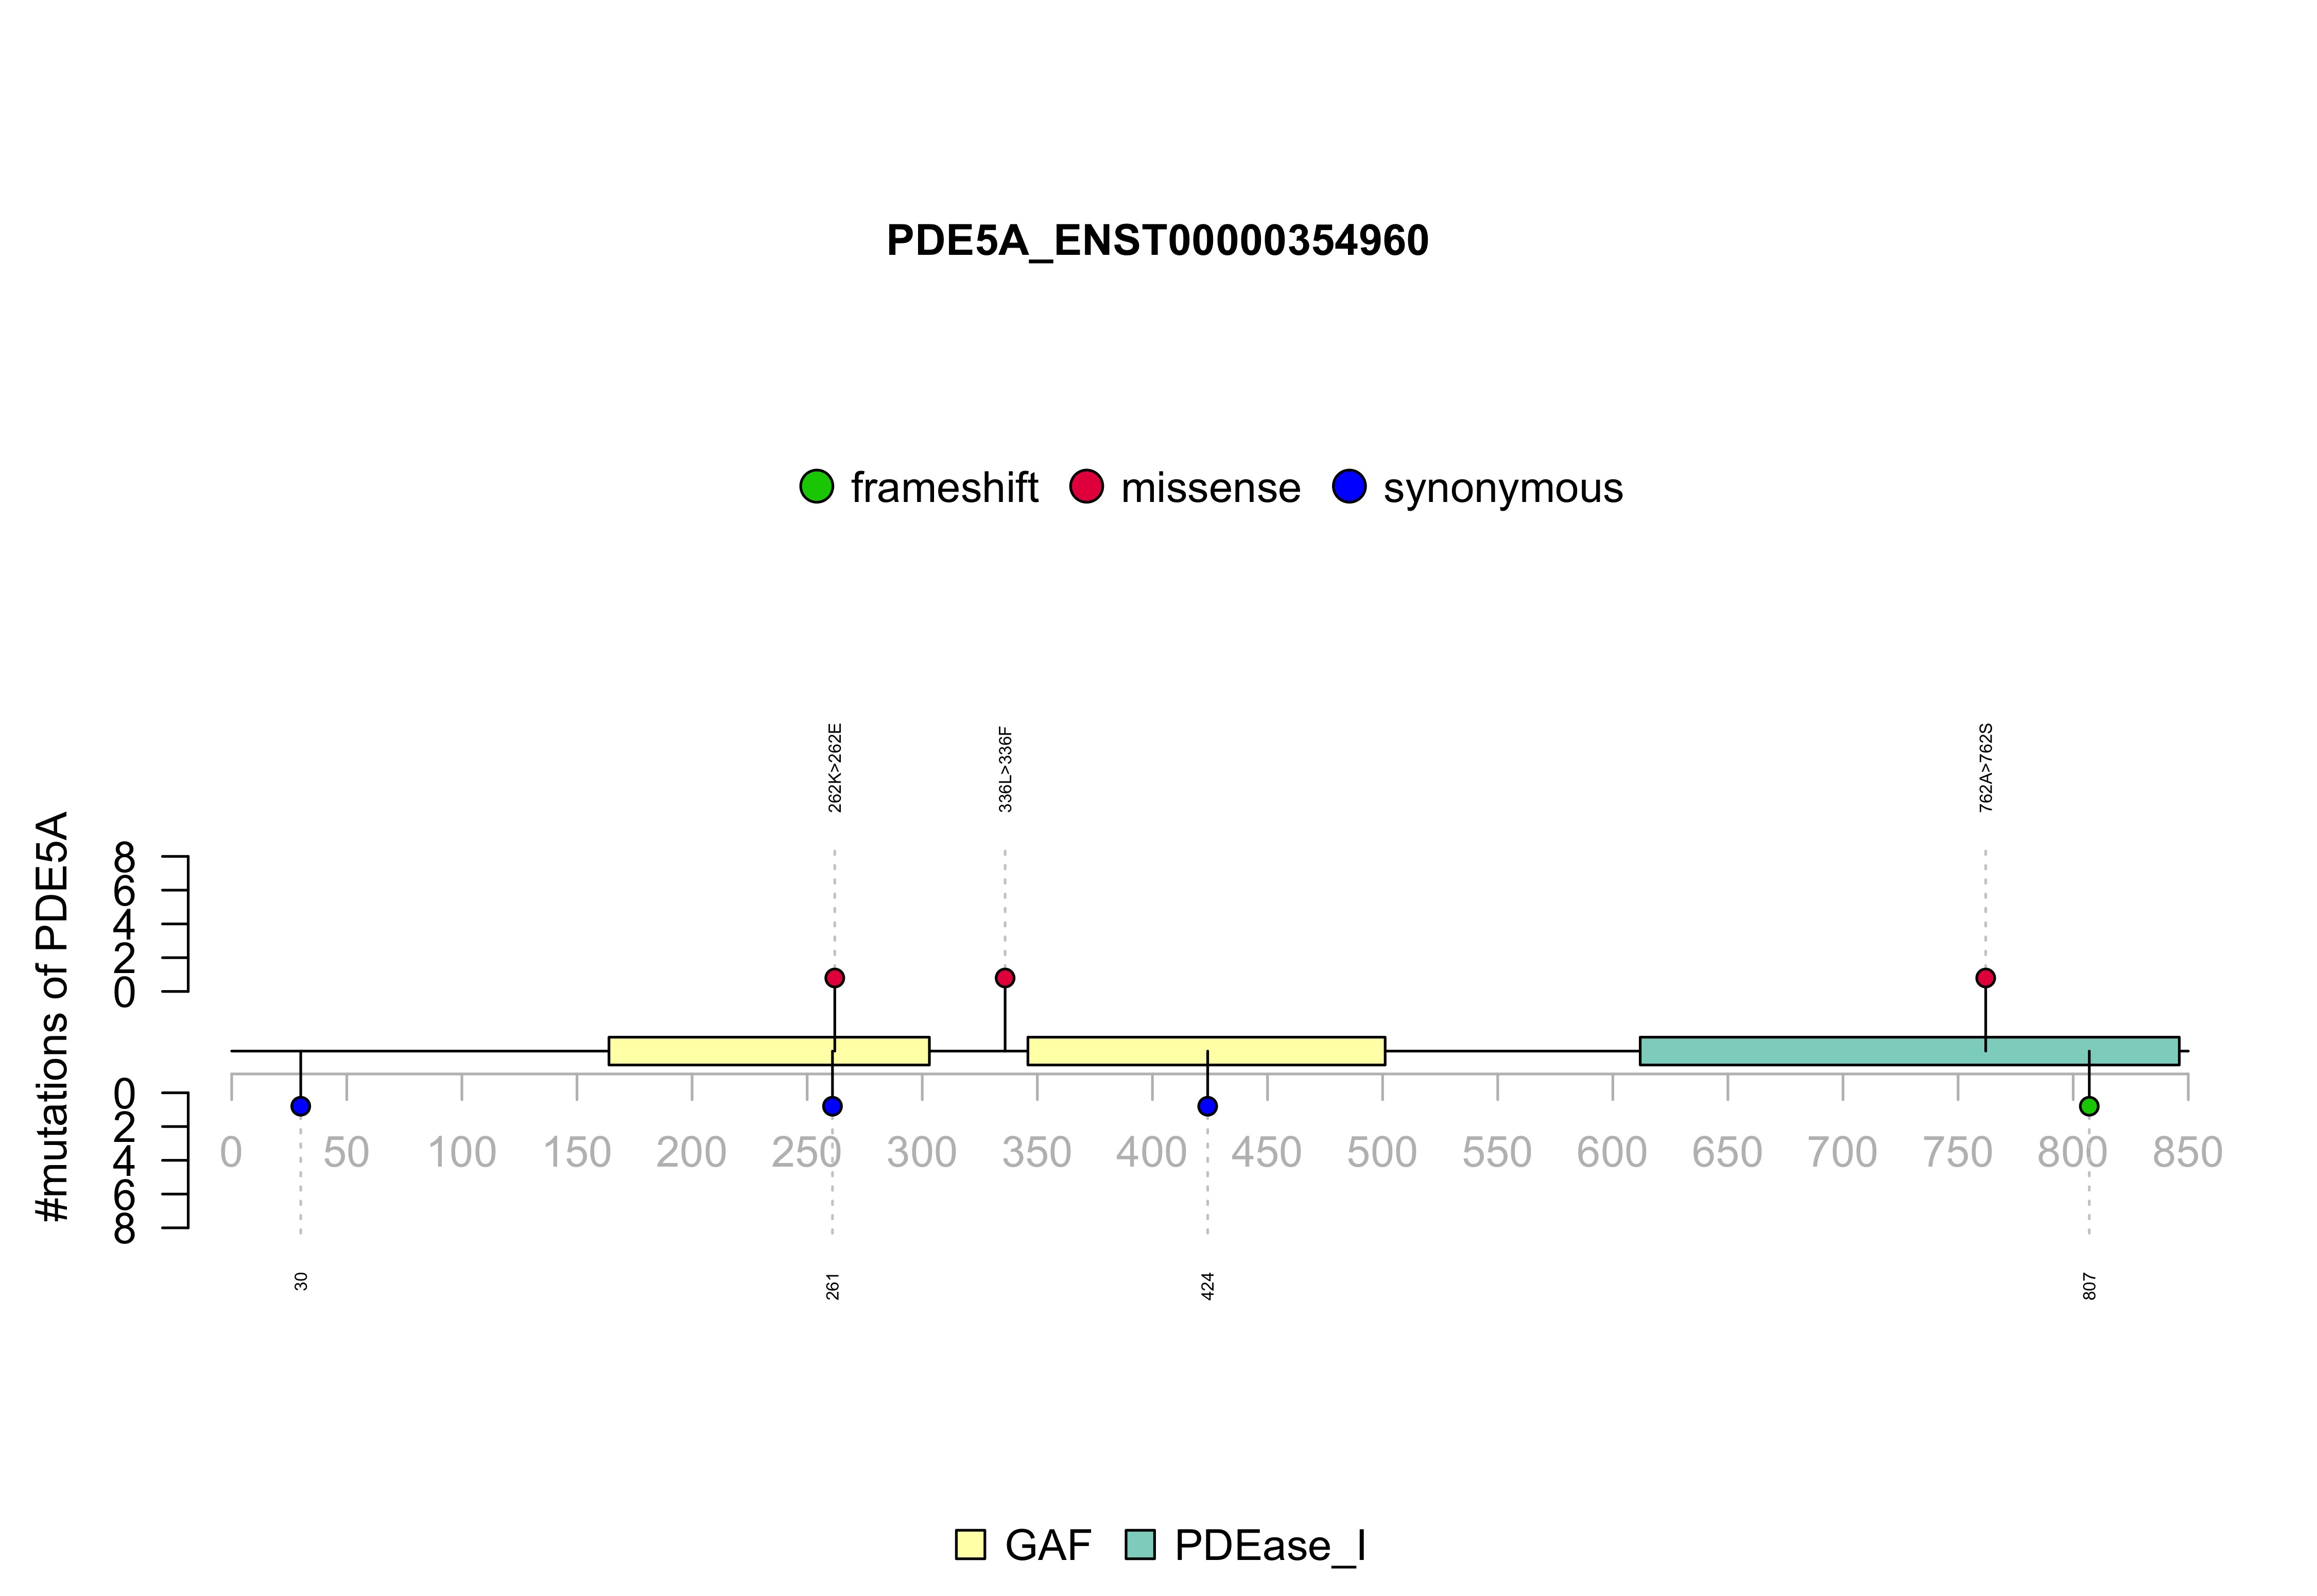 PDE5A_ENST00000354960
frameshift missense synonymous
262K>262E 336L>336F 762A>762S
#mutations of PDE5A
8
6
4
2
0
0
2
4
6
8
0 50 100 150 200 250 300 350 400 450 500 550 600 650 700 750 800 850
30 261 424 807
GAF PDEase_I